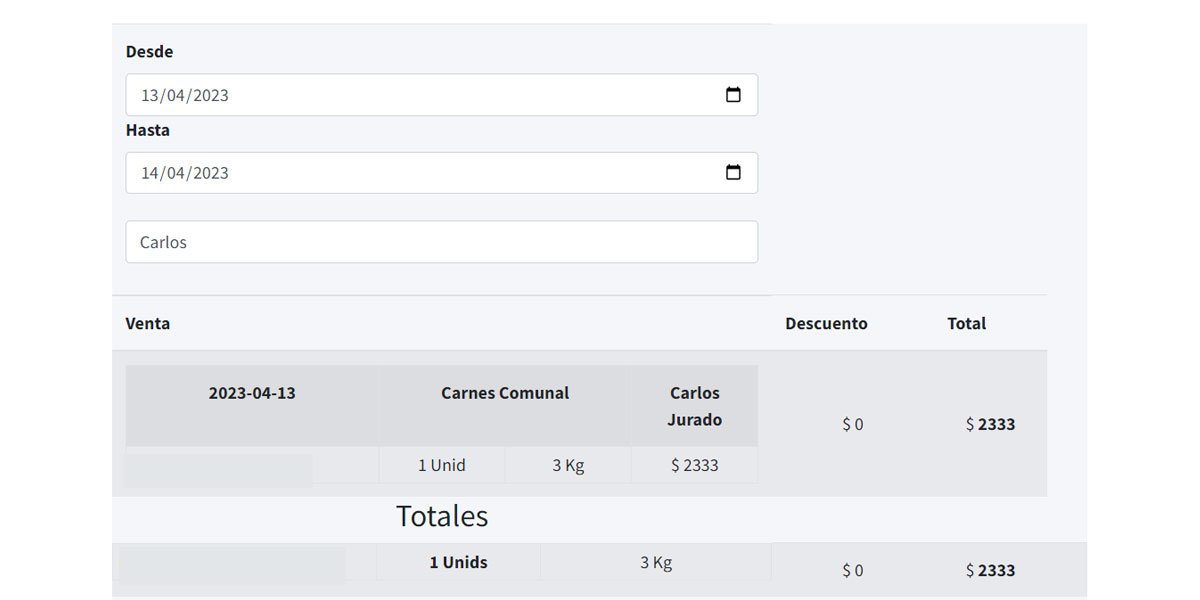 Desde
13/04/2023
Hasta
14/04/2023
Carlos
Venta Descuento Total
2023-04-13 Carnes Comunal Carlos
Jurado
$ 0 $ 2333
1 Unid 3 Kg $ 2333
Totales
1 Unids 3 Kg $ 0 $ 2333